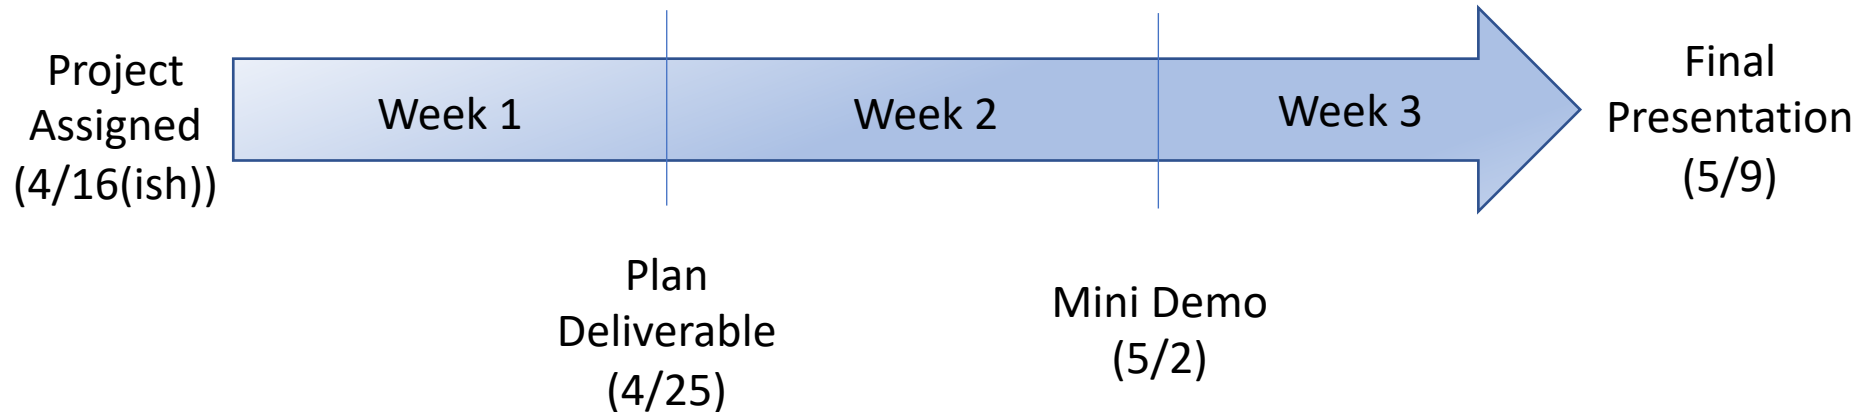 Project
Assigned
(4/16(ish))
Week 1
Week 2
Week 3
Final
Presentation
(5/9)
Plan
Deliverable
(4/25)
Mini Demo
(5/2)